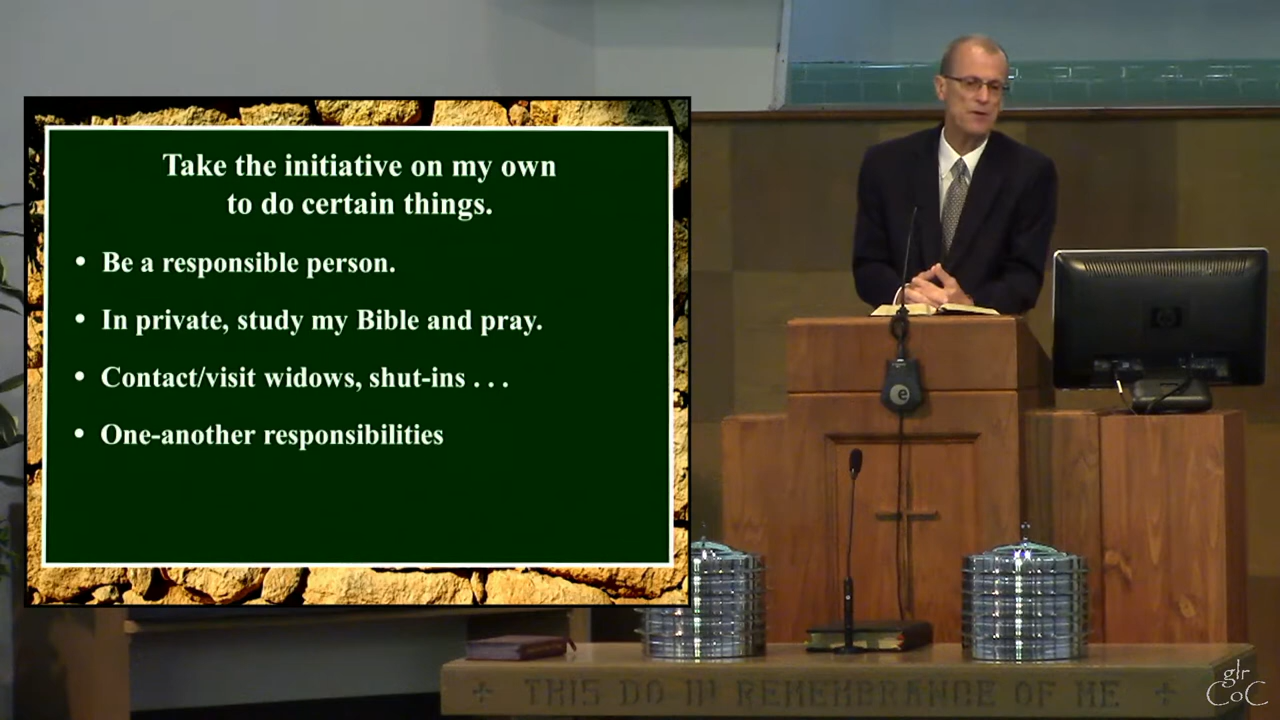 Take the initiative on my own
to do certain things.
• Be a responsible person.
• In private, study my Bible and pray.
• Contact/visit widows, shut-ins . . .
• One-another responsibilities
e
hp
THIS DO IN REMEMBRANCE OF ME
glr
CoC